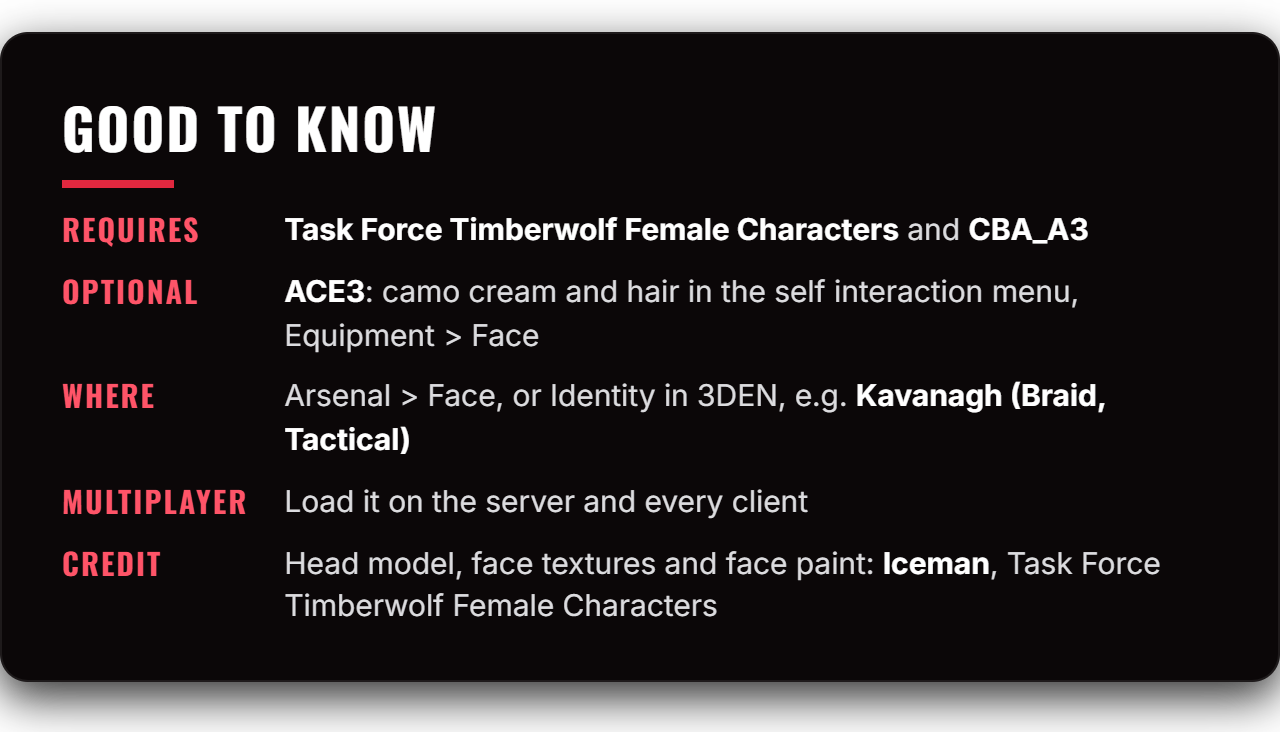 GOOD TO KNOW
REQUIRES Task Force Timberwolf Female Characters and CBA_A3
OPTIONAL ACE3: camo cream and hair in the self interaction menu,
Equipment > Face
WHERE Arsenal > Face, or Identity in 3DEN, e.g. Kavanagh (Braid,
Tactical)
MULTIPLAYER Load it on the server and every client
CREDIT Head model, face textures and face paint: Iceman, Task Force
Timberwolf Female Characters